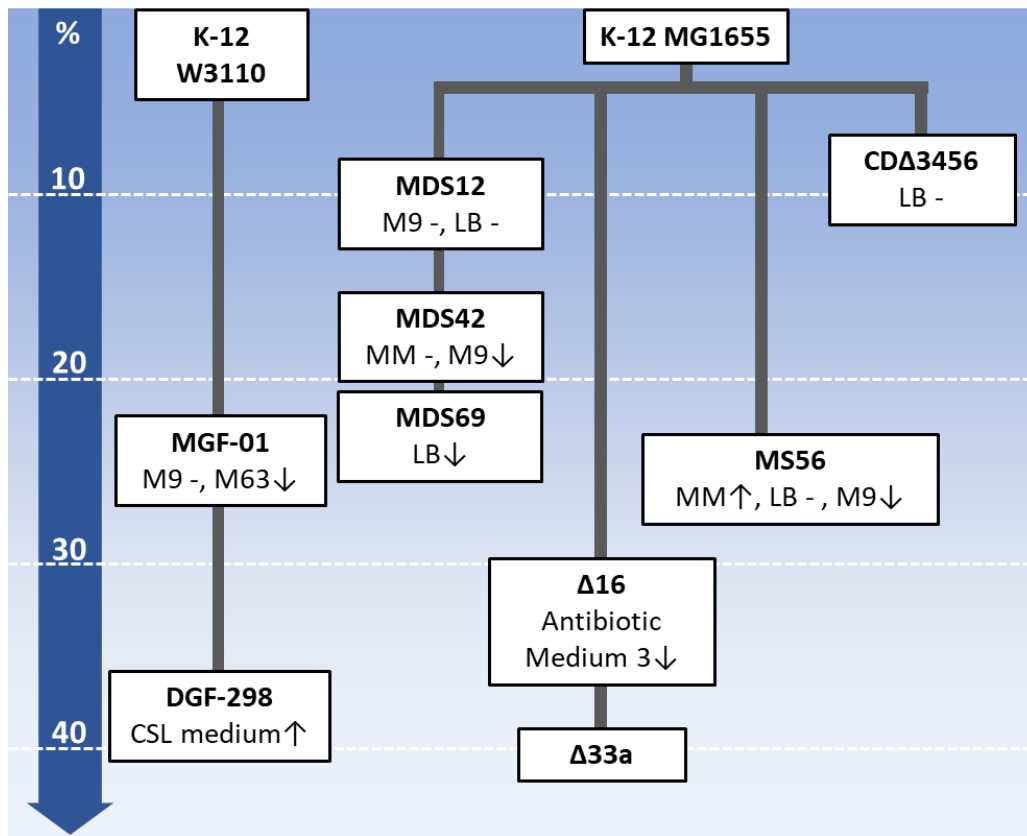 %
K-12
W3110
K-12 MG1655
CDΔ3456
LB -
MDS12
M9 -, LB -
10
MDS42
MM -, M9↓
20
MDS69
LB↓
MGF-01
M9 -, M63↓
MS56
MM↑, LB - , M9↓
30
Δ16
Antibiotic
Medium 3↓
DGF-298
CSL medium↑
40
Δ33a